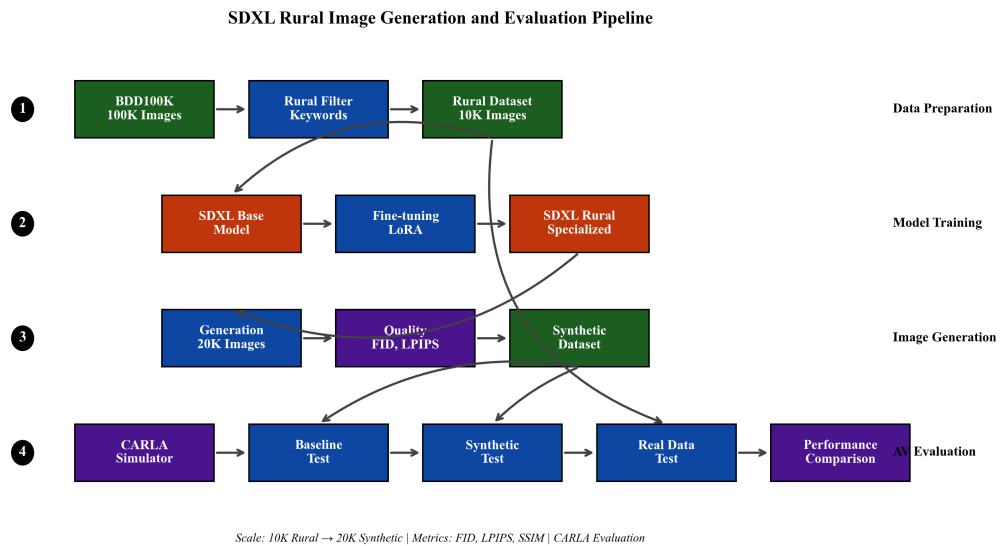 SDXL Rural Image Generation and Evaluation Pipeline
1
BDD100K
100K Images
Rural Filter
Keywords
Rural Dataset
10K Images
Data Preparation
2
SDXL Base
Model
Fine-tuning
LoRA
SDXL Rural
Specialized
Model Training
3
Generation
20K Images
Quality
FID, LPIPS
Synthetic
Dataset
Image Generation
4
CARLA
Simulator
Baseline
Test
Synthetic
Test
Real Data
Test
Performance
Comparison
AV Evaluation
Scale: 10K Rural → 20K Synthetic | Metrics: FID, LPIPS, SSIM | CARLA Evaluation